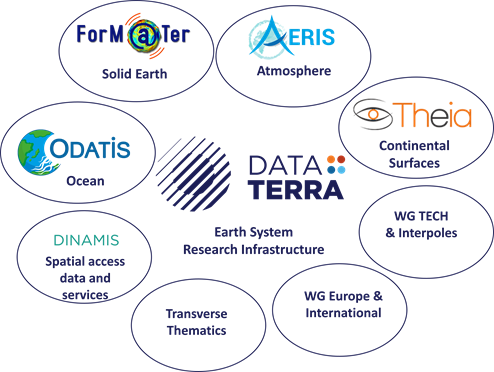 ForM@Ter
Solid Earth
AERIS
Atmosphere
Theia
Continental
Surfaces
ODATIS
Ocean
DATA
TERRA
Earth System
Research Infrastructure
WG TECH
& Interpoles
DINAMIS
Spatial access
data and
services
WG Europe &
International
Transverse
Thematics